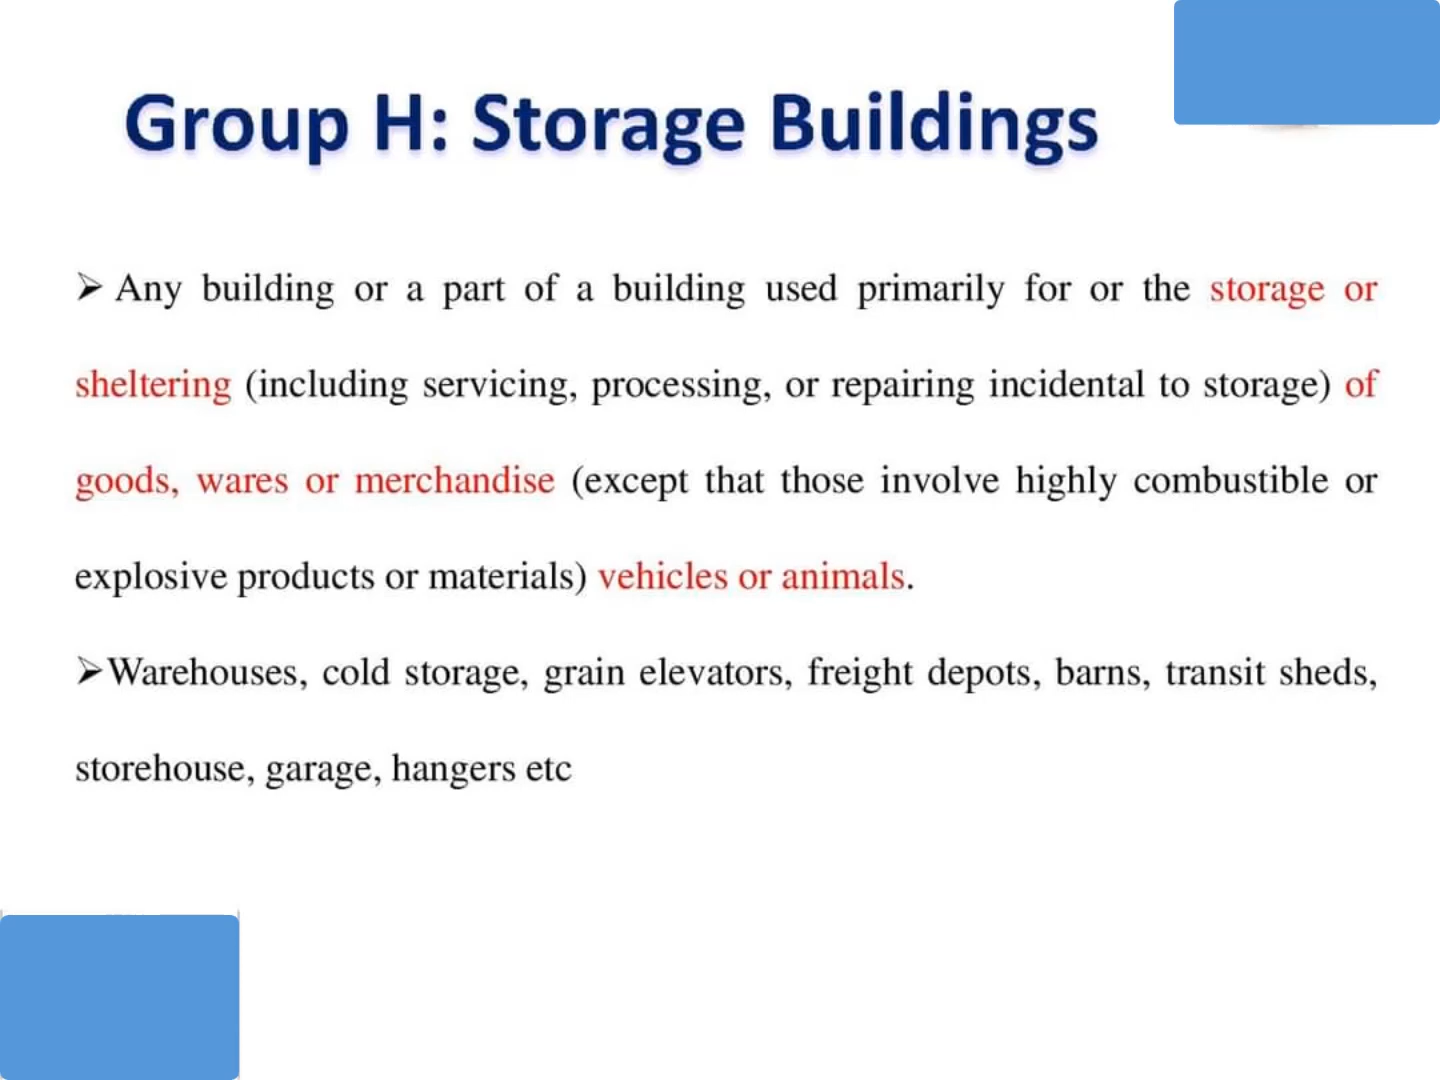 Group H: Storage Buildings
➢ Any building or a part of a building used primarily for or the storage or
sheltering (including servicing, processing, or repairing incidental to storage) of
goods, wares or merchandise (except that those involve highly combustible or
explosive products or materials) vehicles or animals.
➢Warehouses, cold storage, grain elevators, freight depots, barns, transit sheds,
storehouse, garage, hangers etc